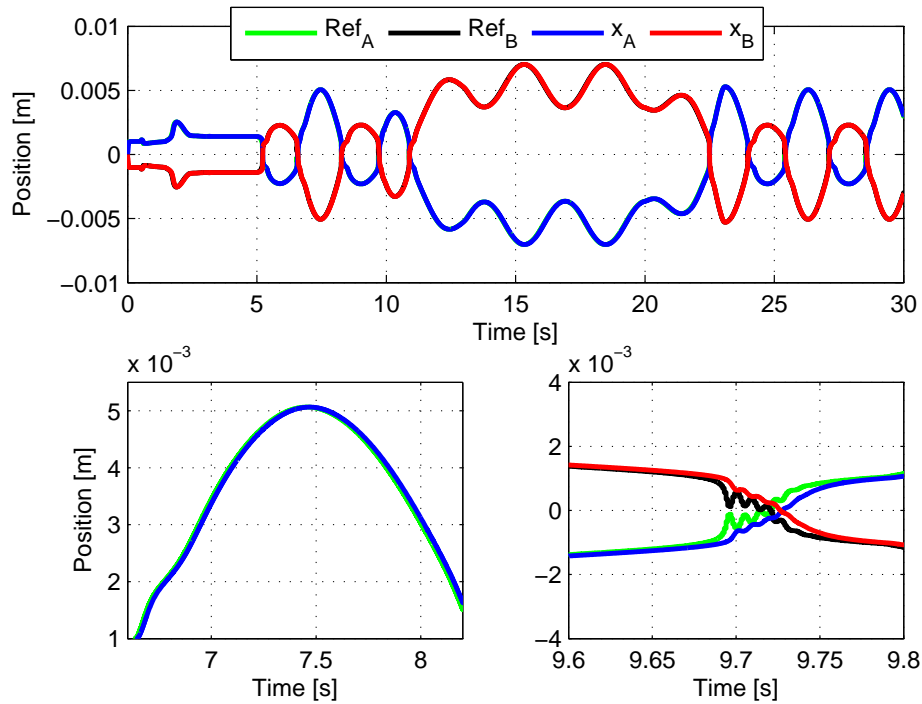 0.01
0.005
0
−0.005
−0.01
Position [m]
Ref_A Ref_B x_A x_B
0 5 10 15 20 25 30
Time [s]
x 10^−3
5
4
3
2
1
Position [m]
7 7.5 8
Time [s]
x 10^−3
4
2
0
−2
−4
9.6 9.65 9.7 9.75 9.8
Time [s]